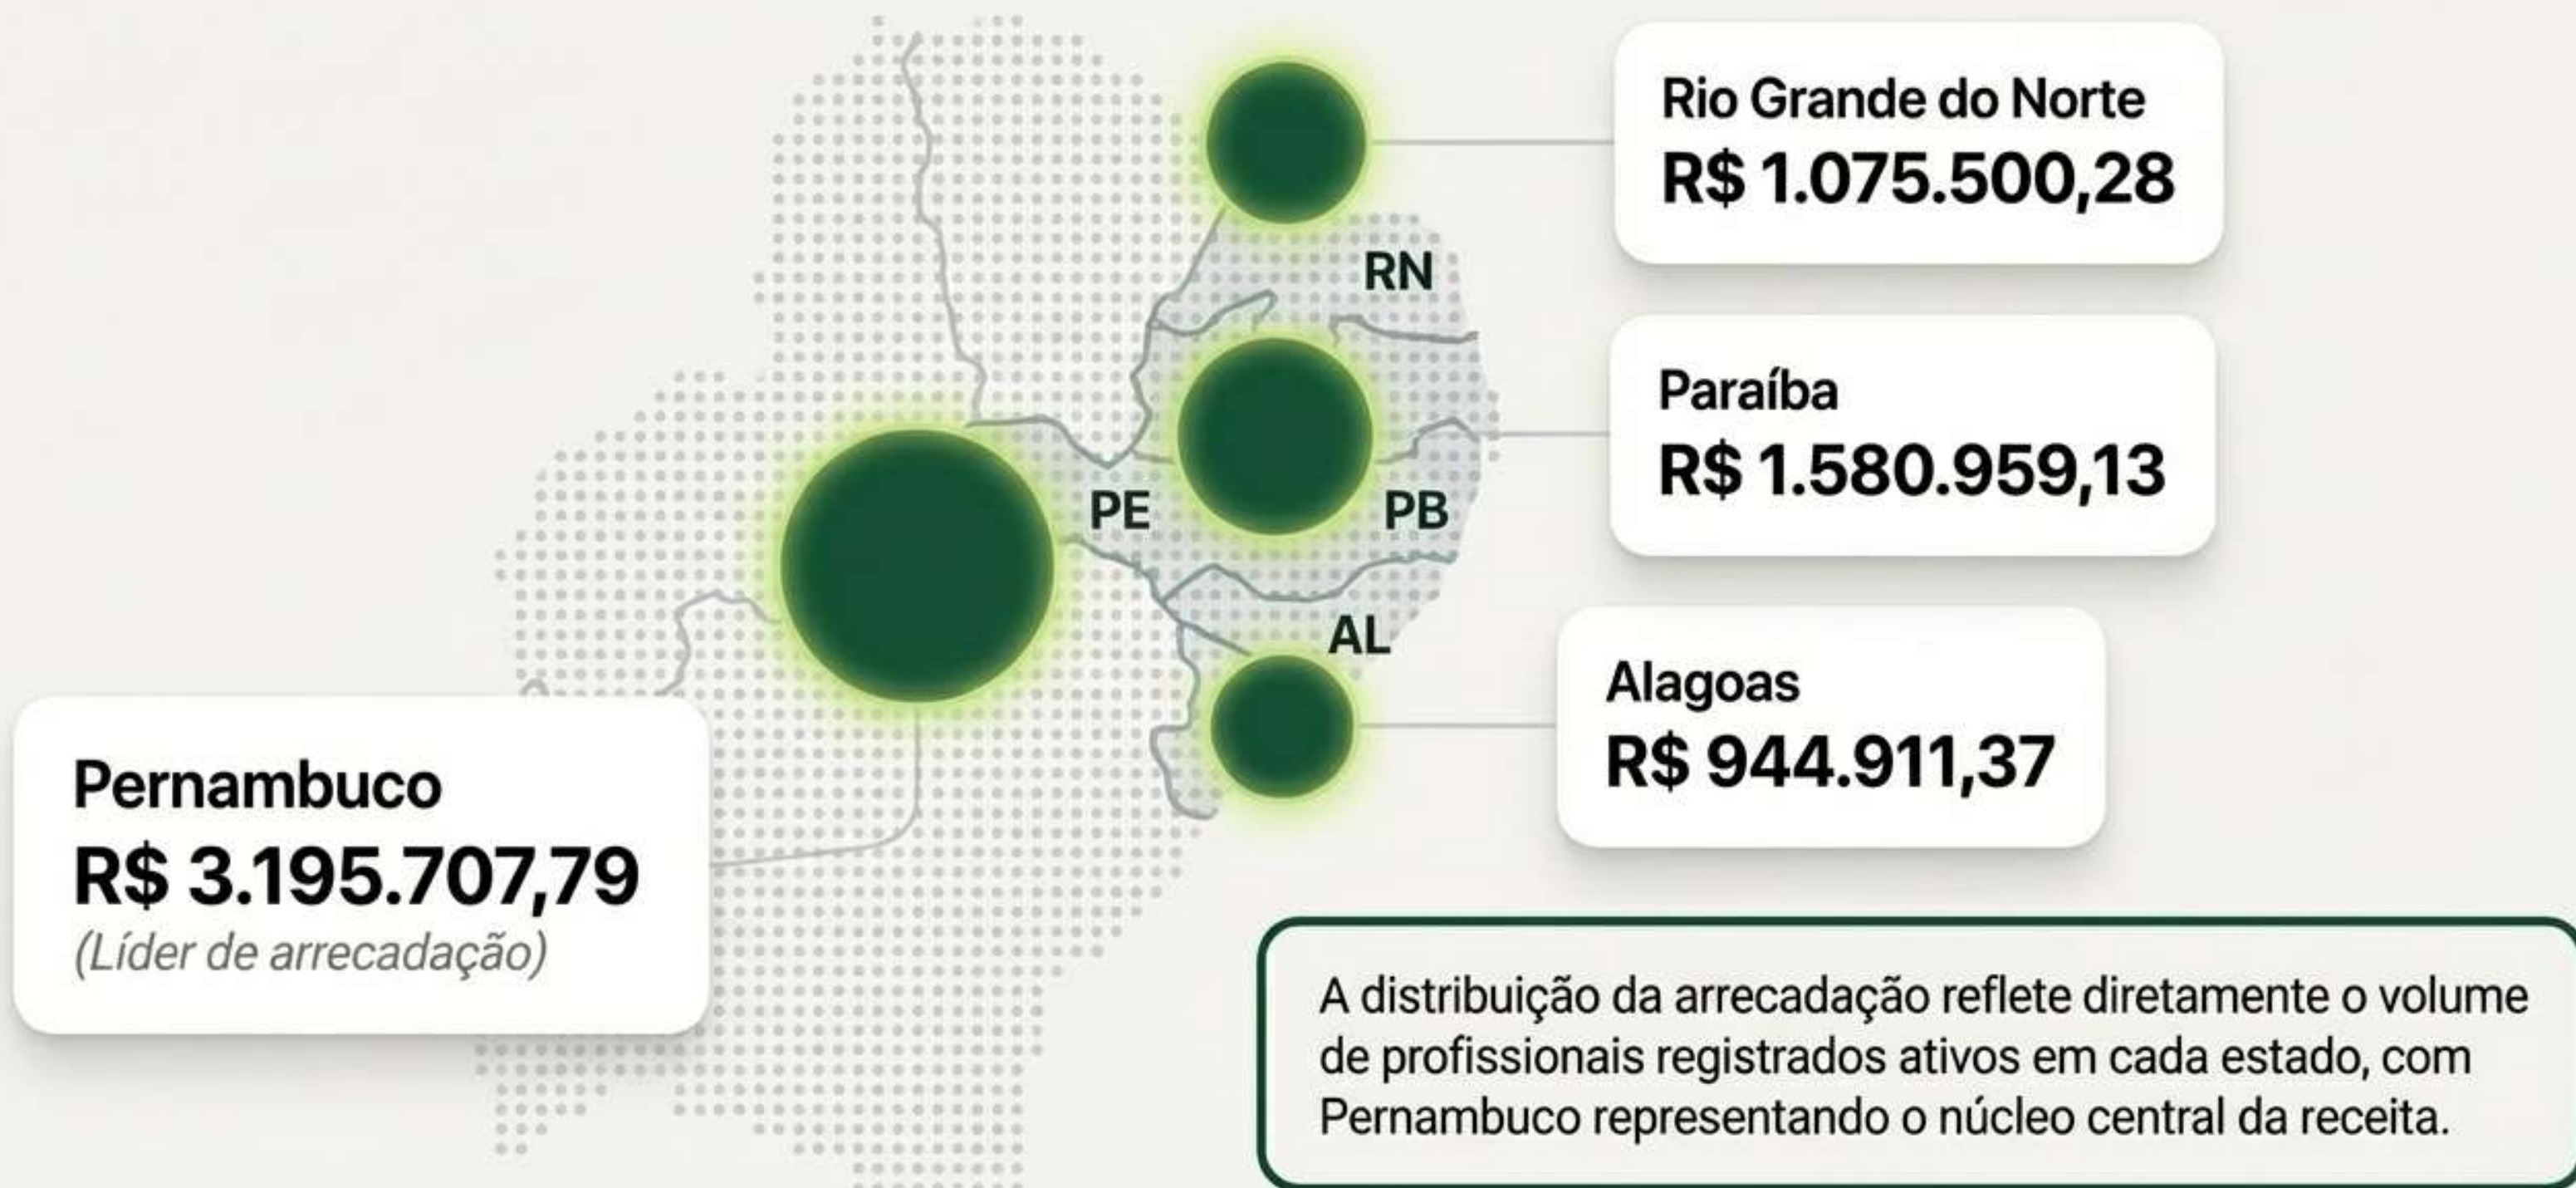 Rio Grande do Norte
R$ 1.075.500,28
RN
Paraíba
R$ 1.580.959,13
PE
PB
AL
Alagoas
R$ 944.911,37
Pernambuco
R$ 3.195.707,79
(Líder de arrecadação)
A distribuição da arrecadação reflete diretamente o volume
de profissionais registrados ativos em cada estado, com
Pernambuco representando o núcleo central da receita.